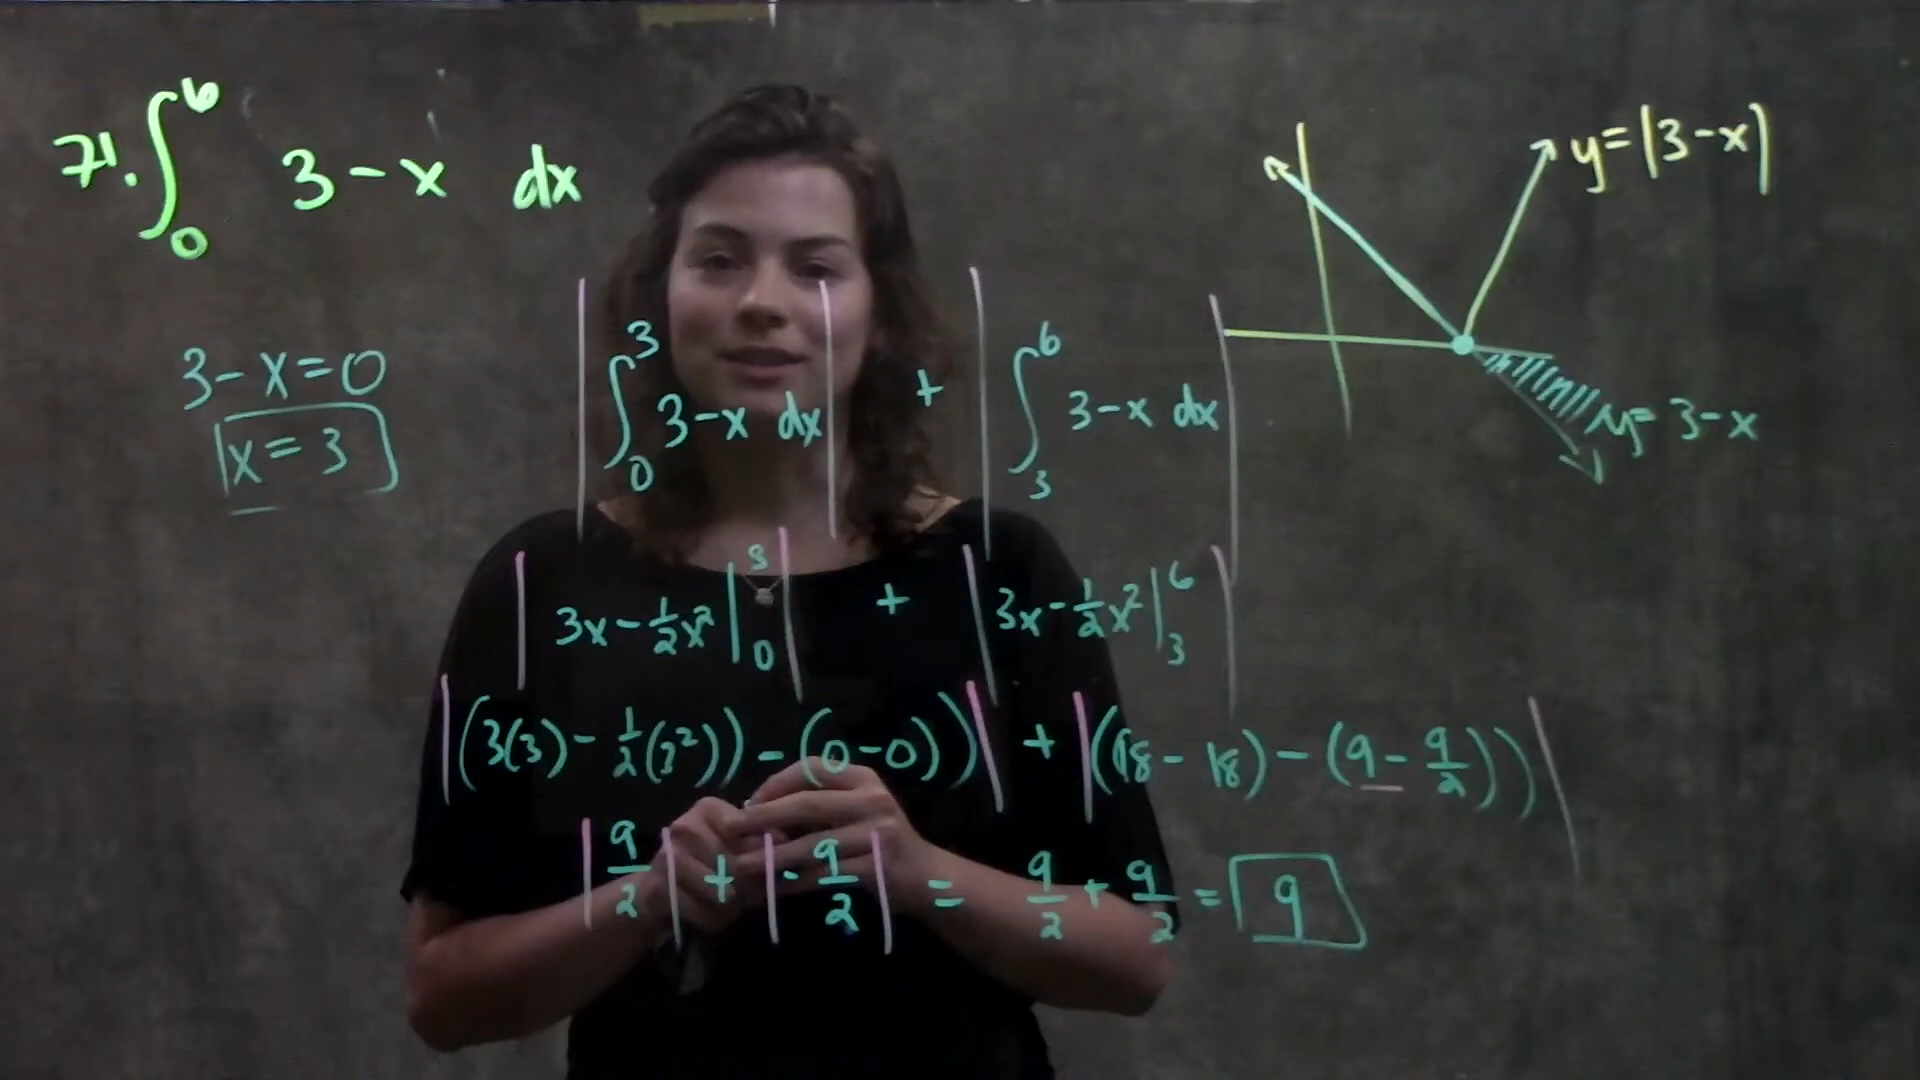 71. ∫₀⁶ 3-x dx
y=|3-x|
3-x=0
x=3
|∫₀³ 3-x dx| + |∫₃⁶ 3-x dx|
y=3-x
|3x-½x²|₀³| + |3x-½x²|₃⁶|
|(3(3)-½(3²))-(0-0))| + |((18-18)-(9-9/2))|
|9/2| + |-9/2| = 9/2+9/2=9